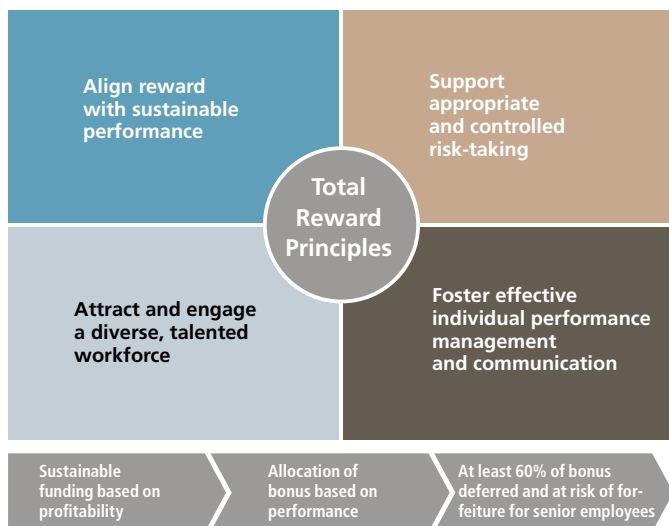 Align reward
with sustainable
performance
Support
appropriate
and controlled
risk-taking
Total
Reward
Principles
Attract and engage
a diverse, talented
workforce
Foster effective
individual performance
management
and communication
Sustainable
funding based on
profitability
Allocation of
bonus based on
performance
At least 60% of bonus
deferred and at risk of for-
feiture for senior employees